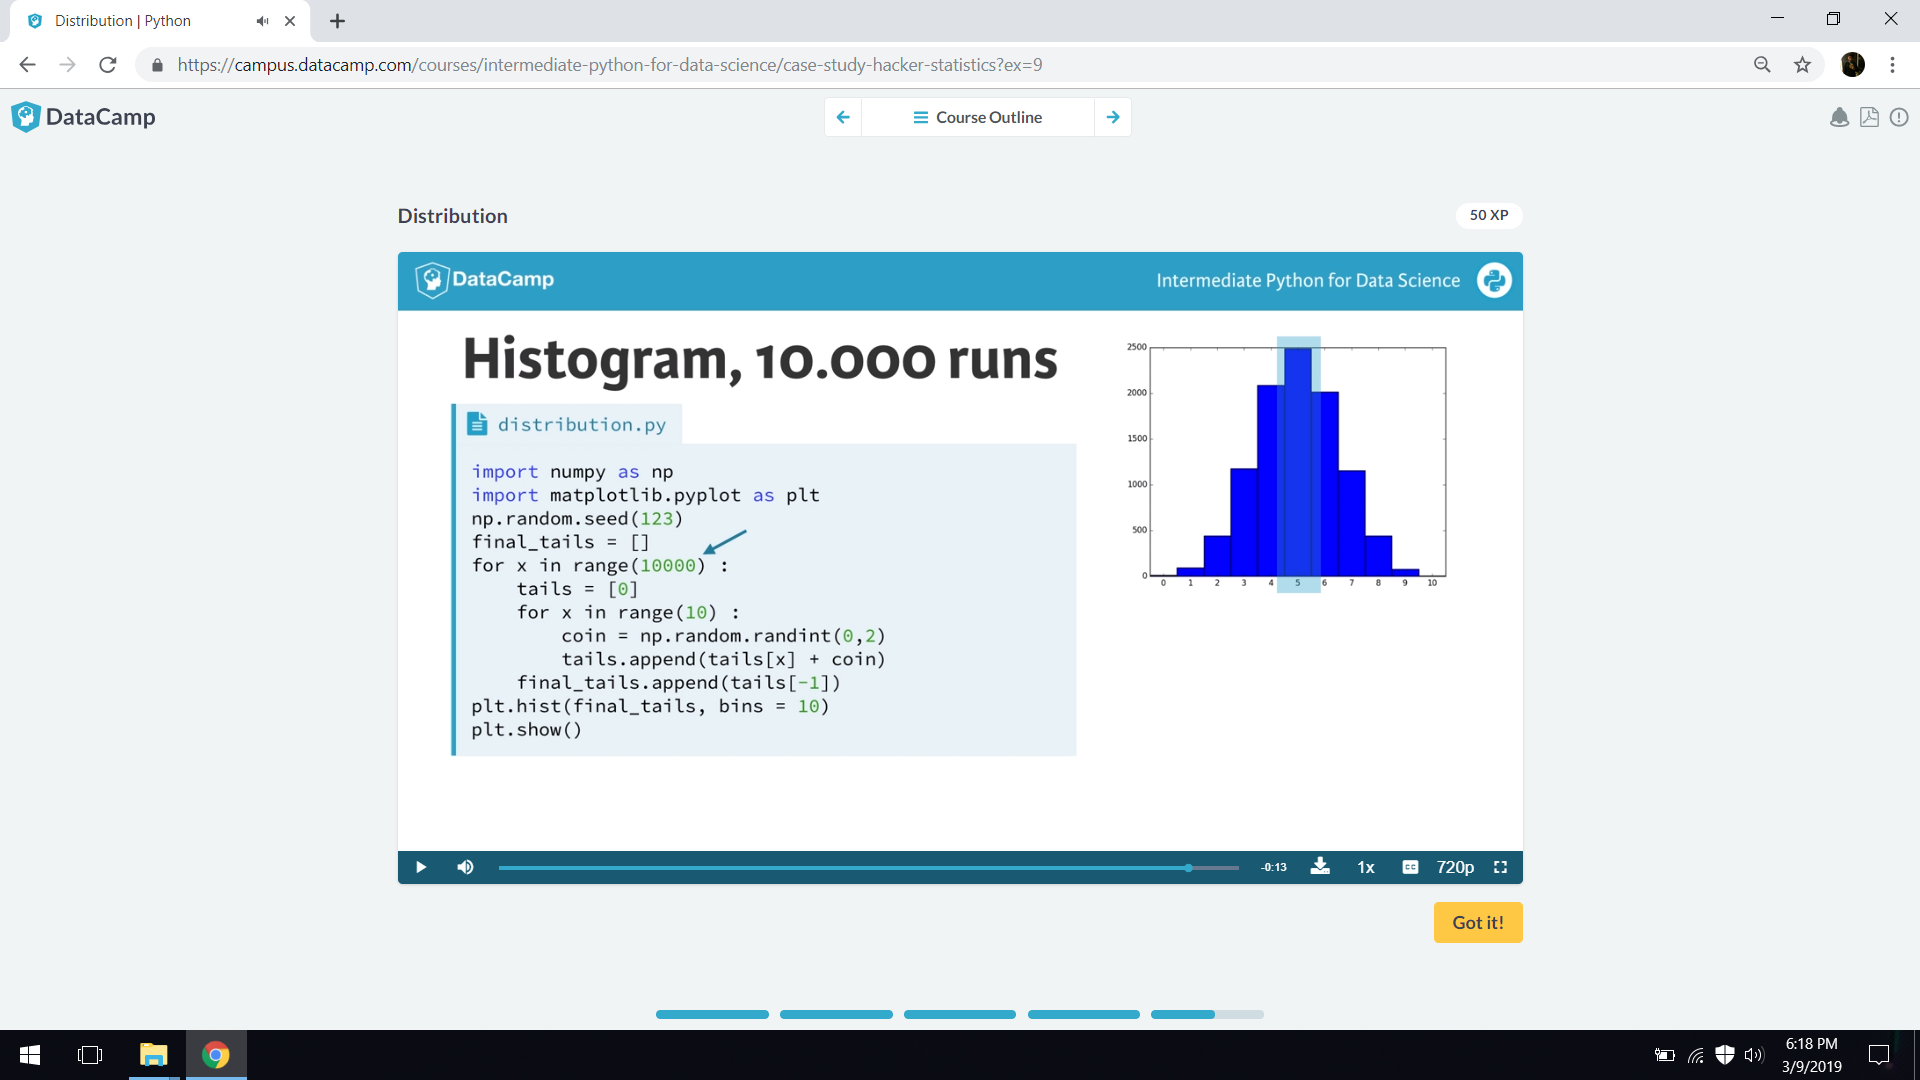 Distribution | Python
https://campus.datacamp.com/courses/intermediate-python-for-data-science/case-study-hacker-statistics?ex=9
DataCamp
Course Outline
Distribution
50 XP
DataCamp
Intermediate Python for Data Science
Histogram, 10.000 runs
distribution.py
import numpy as np
import matplotlib.pyplot as plt
np.random.seed(123)
final_tails = []
for x in range(10000) :
    tails = [0]
    for x in range(10) :
        coin = np.random.randint(0,2)
        tails.append(tails[x] + coin)
    final_tails.append(tails[-1])
plt.hist(final_tails, bins = 10)
plt.show()
2500
2000
1500
1000
500
0
0 1 2 3 4 5 6 7 8 9 10
-0:13
1x
CC
720p
Got it!
6:18 PM
3/9/2019